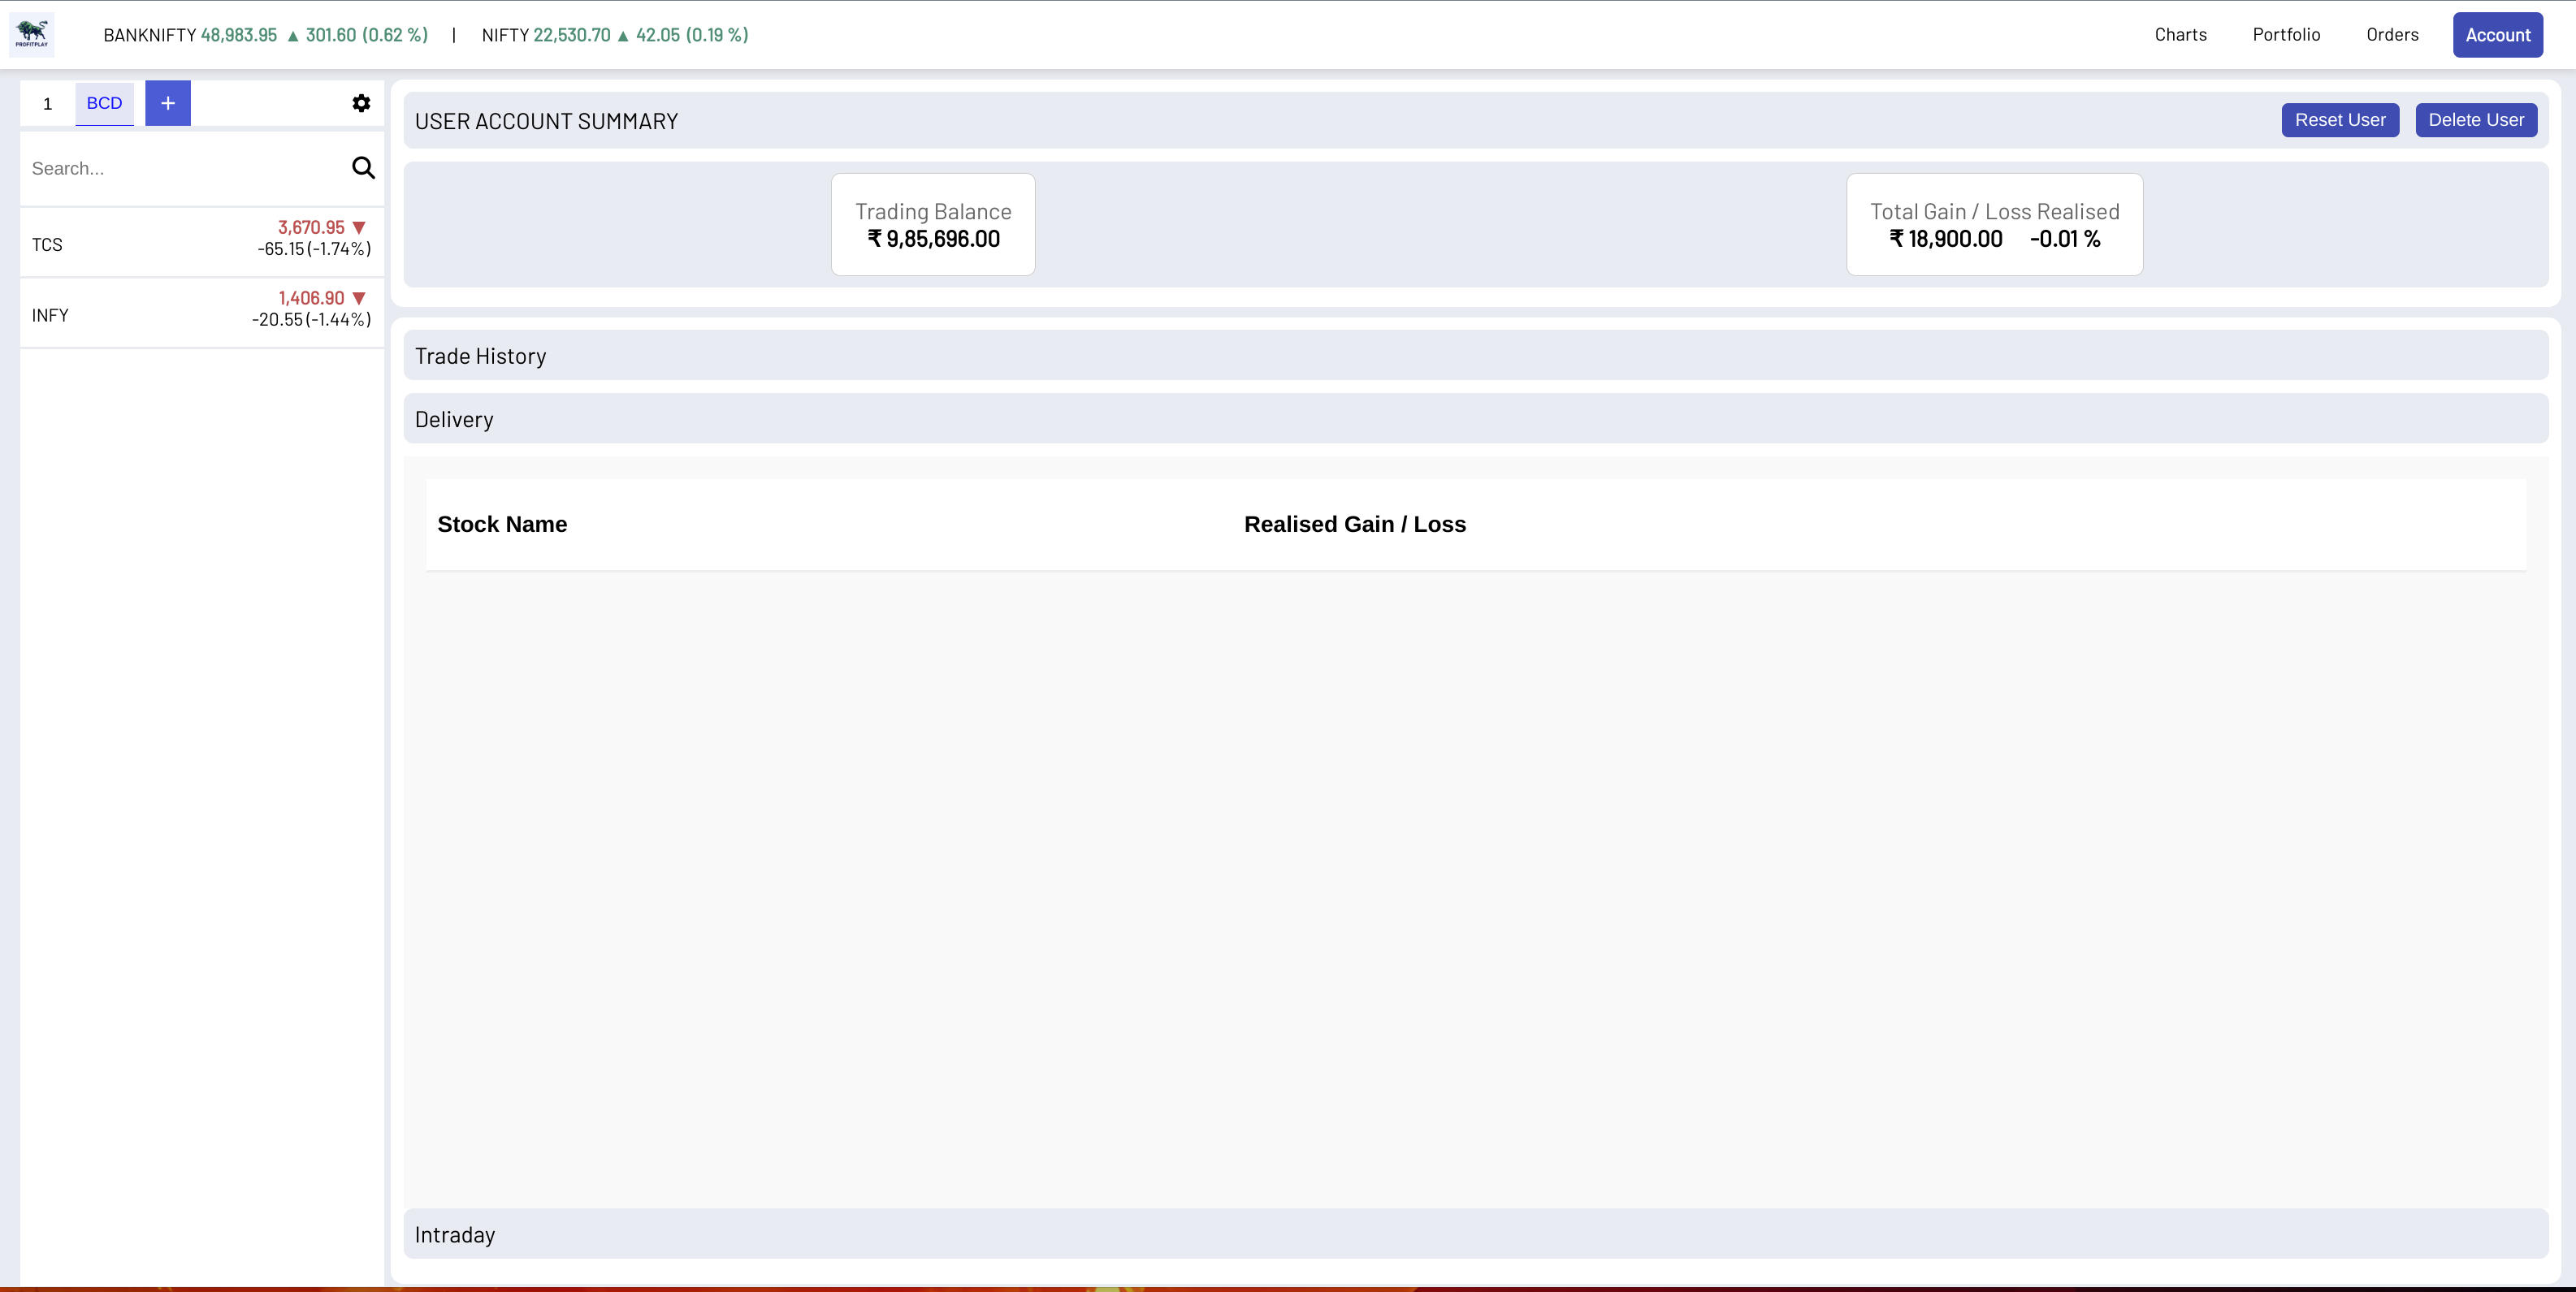 PROFITPLAY
BANKNIFTY 48,983.95 ▲ 301.60 (0.62 %) | NIFTY 22,530.70 ▲ 42.05 (0.19 %)
Charts Portfolio Orders Account
1 BCD +
Search...
TCS 3,670.95 ▼
-65.15 (-1.74%)
INFY 1,406.90 ▼
-20.55 (-1.44%)
USER ACCOUNT SUMMARY Reset User Delete User
Trading Balance
₹ 9,85,696.00
Total Gain / Loss Realised
₹ 18,900.00 -0.01 %
Trade History
Delivery
Stock Name Realised Gain / Loss
Intraday